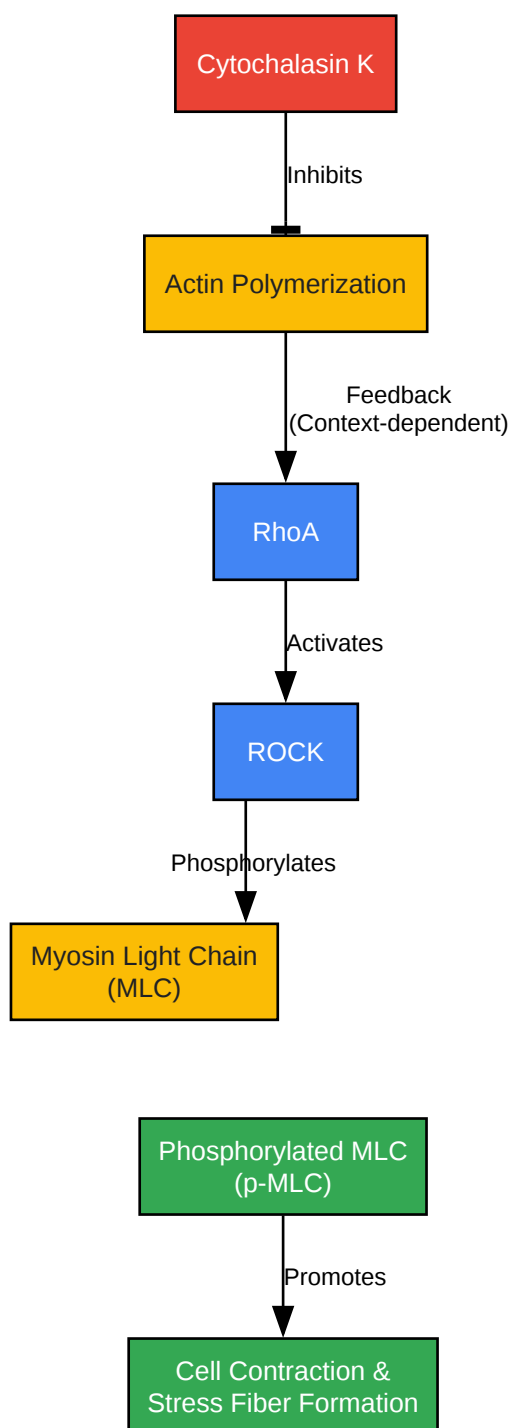 Cytochalasin K
Inhibits
Actin Polymerization
Feedback
(Context-dependent)
RhoA
Activates
ROCK
Phosphorylates
Myosin Light Chain
(MLC)
Phosphorylated MLC
(p-MLC)
Promotes
Cell Contraction &
Stress Fiber Formation